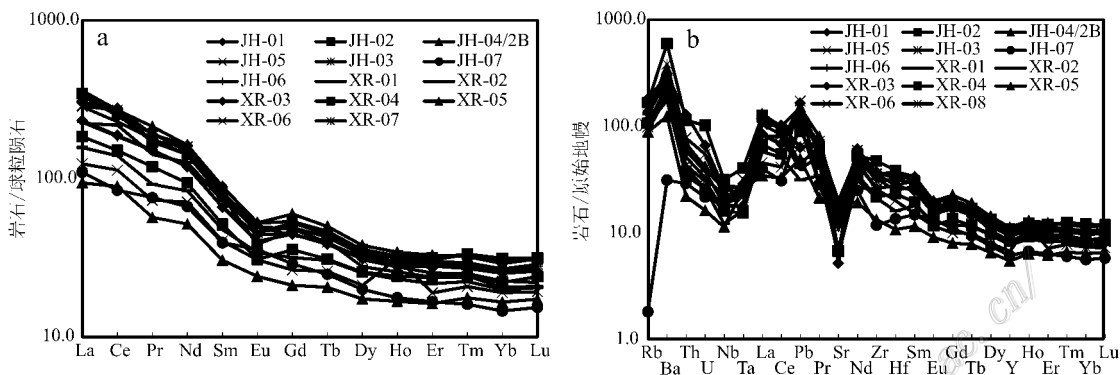 1000.0
a
JH-01 JH-02 JH-04/2B
JH-05 JH-03 JH-07
JH-06 XR-01 XR-02
XR-03 XR-04 XR-05
XR-06 XR-07
岩石/球粒陨石
100.0
10.0
La Ce Pr Nd Sm Eu Gd Tb Dy Ho Er Tm Yb Lu
1000.0
b
JH-01 JH-02 JH-04/2B
JH-05 JH-03 JH-07
JH-06 XR-01 XR-02
XR-03 XR-04 XR-05
XR-06 XR-08
岩石/原始地幔
100.0
10.0
1.0
Rb Th Nb La Pb Sr Zr Sm Gd Dy Ho Tm Lu
Ba U Ta Ce Pr Nd Hf Eu Tb Y Er Yb